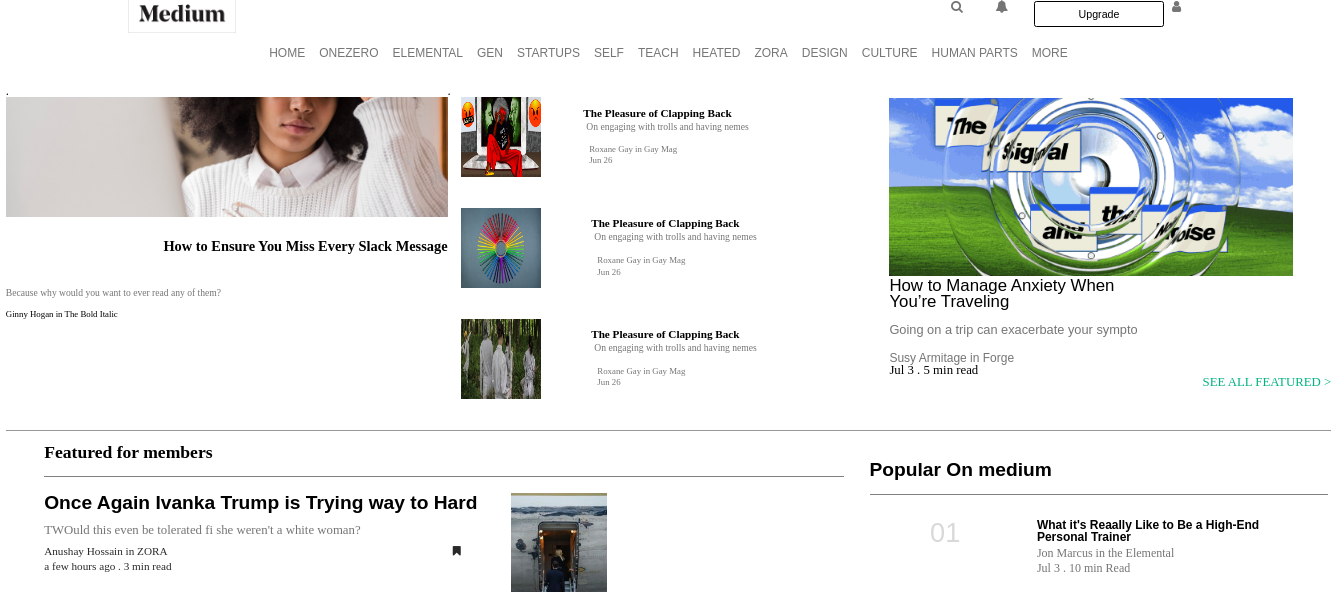 Medium
Upgrade
HOME ONEZERO ELEMENTAL GEN STARTUPS SELF TEACH HEATED ZORA DESIGN CULTURE HUMAN PARTS MORE
How to Ensure You Miss Every Slack Message
Because why would you want to ever read any of them?
Ginny Hogan in The Bold Italic
The Pleasure of Clapping Back
On engaging with trolls and having nemes
Roxane Gay in Gay Mag
Jun 26
The Pleasure of Clapping Back
On engaging with trolls and having nemes
Roxane Gay in Gay Mag
Jun 26
The Pleasure of Clapping Back
On engaging with trolls and having nemes
Roxane Gay in Gay Mag
Jun 26
The
Signal
and
the
Noise
How to Manage Anxiety When
You’re Traveling
Going on a trip can exacerbate your sympto
Susy Armitage in Forge
Jul 3 . 5 min read
SEE ALL FEATURED >
Featured for members
Once Again Ivanka Trump is Trying way to Hard
TWOuld this even be tolerated fi she weren't a white woman?
Anushay Hossain in ZORA
a few hours ago . 3 min read
Popular On medium
01
What it's Reaally Like to Be a High-End
Personal Trainer
Jon Marcus in the Elemental
Jul 3 . 10 min Read